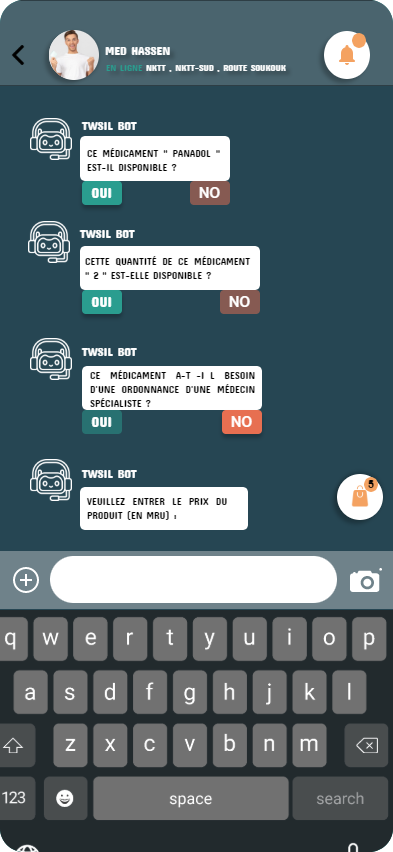 MED HASSEN
EN LIGNE NKTT , NKTT-SUD , ROUTE SOUKOUK
TWSIL BOT
CE MÉDICAMENT " PANADOL "
EST-IL DISPONIBLE ?
OUI NO
TWSIL BOT
CETTE QUANTITÉ DE CE MÉDICAMENT
" 2 " EST-ELLE DISPONIBLE ?
OUI NO
TWSIL BOT
CE MÉDICAMENT A-T -I L BESOIN
D'UNE ORDONNANCE D'UNE MÉDECIN
SPÉCIALISTE ?
OUI NO
TWSIL BOT
5
VEUILLEZ ENTRER LE PRIX DU
PRODUIT (EN MRU) :
q w e r t y u i o p
a s d f g h j k l
z x c v b n m
123 space search